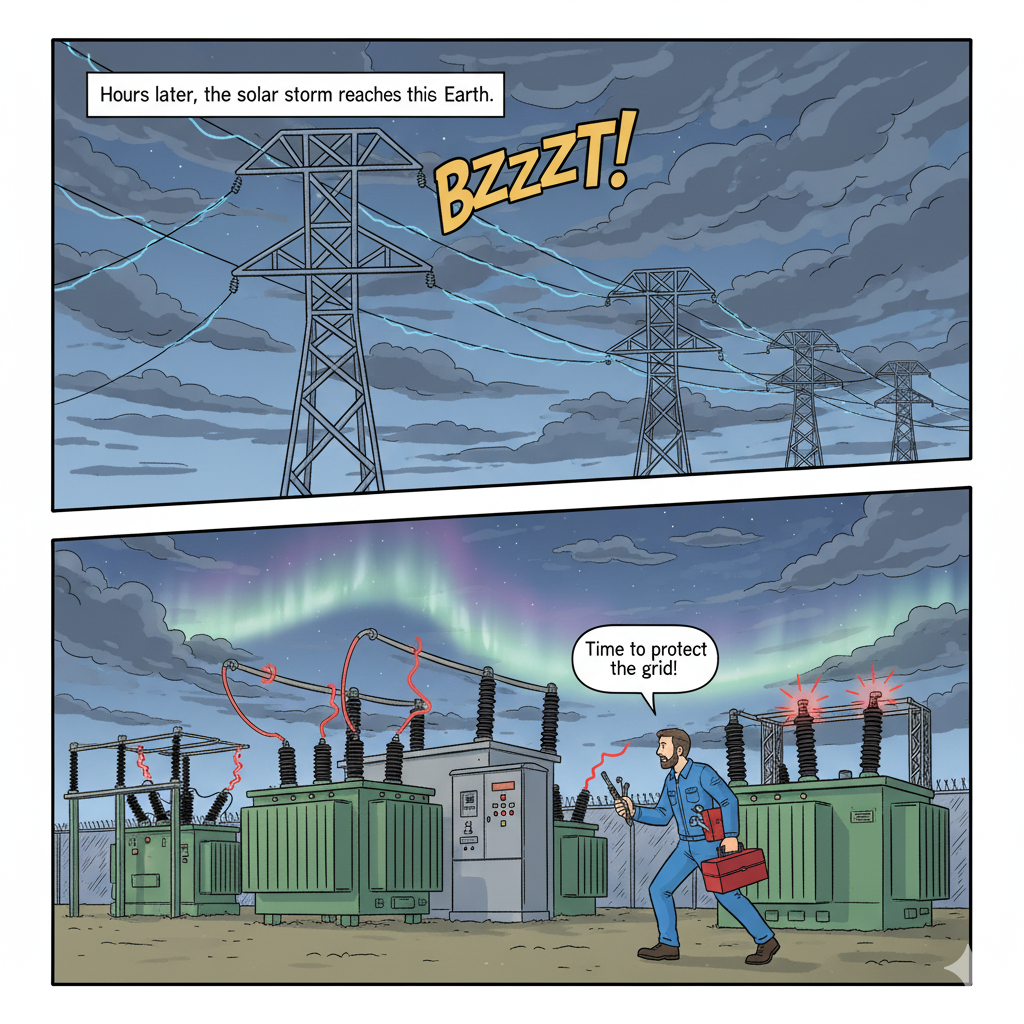 Hours later, the solar storm reaches this Earth.
BZZZT!
Time to protect
the grid!